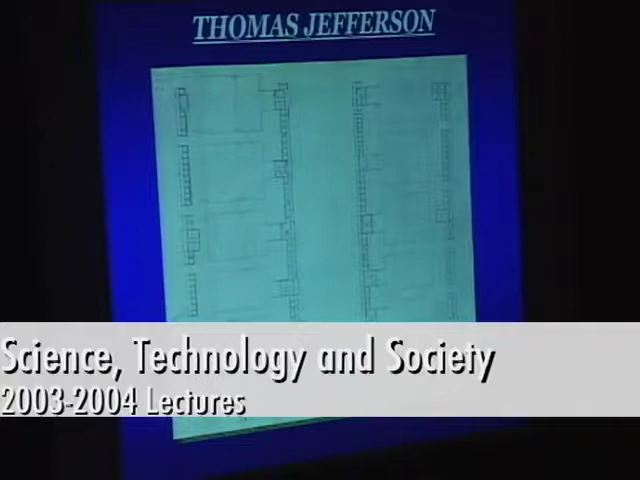 THOMAS JEFFERSON
Science, Technology and Society
2003-2004 Lectures